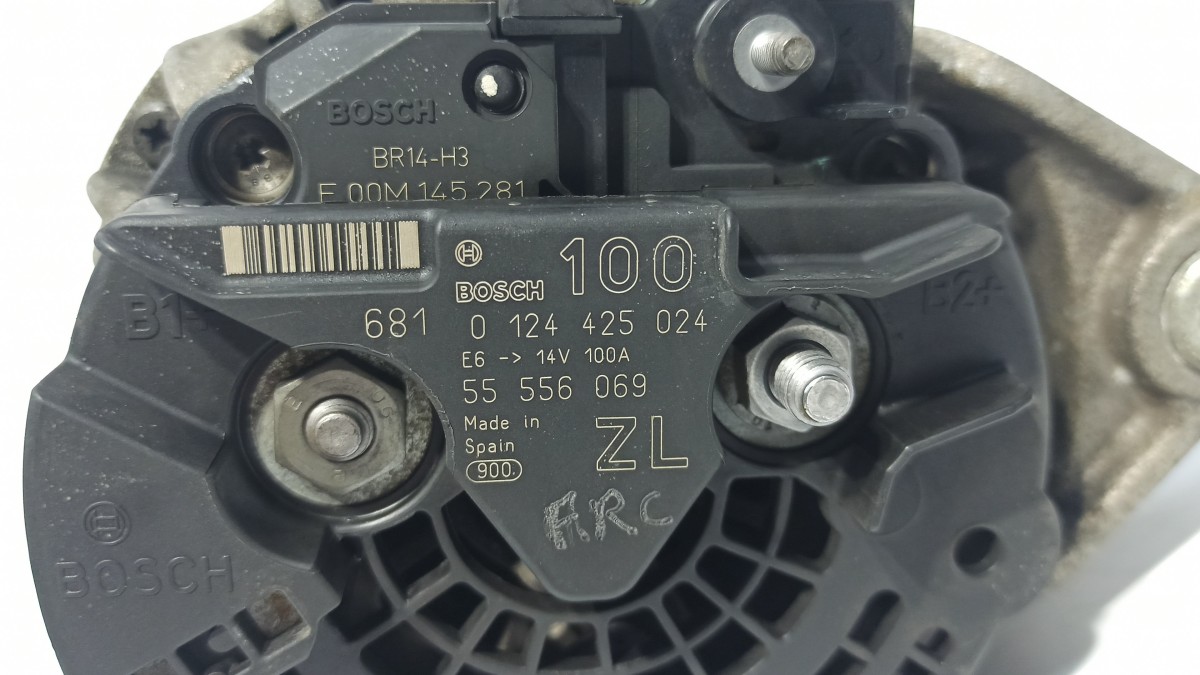 BOSCH
BR14-H3
F 00M 145 281
BOSCH 100
681 0 124 425 024
E6 -> 14V 100A
55 556 069
Made in
Spain
900
ZL
ARC
B1+
B2+
BOSCH